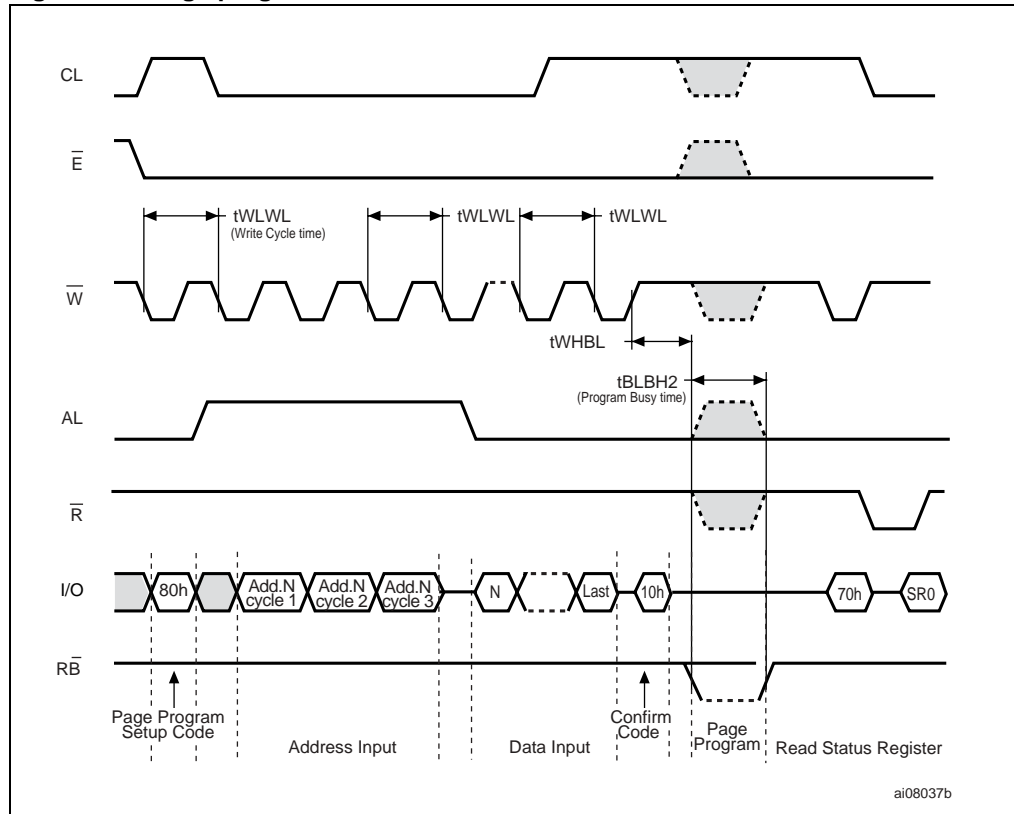 CL
E
tWLWL
(Write Cycle time)
tWLWL
tWLWL
W
tWHBL
tBLBH2
(Program Busy time)
AL
R
I/O
80h
Add.N
cycle 1
Add.N
cycle 2
Add.N
cycle 3
N
Last
10h
70h
SR0
RB
Page Program
Setup Code
Address Input
Data Input
Confirm
Code
Page
Program
Read Status Register
ai08037b